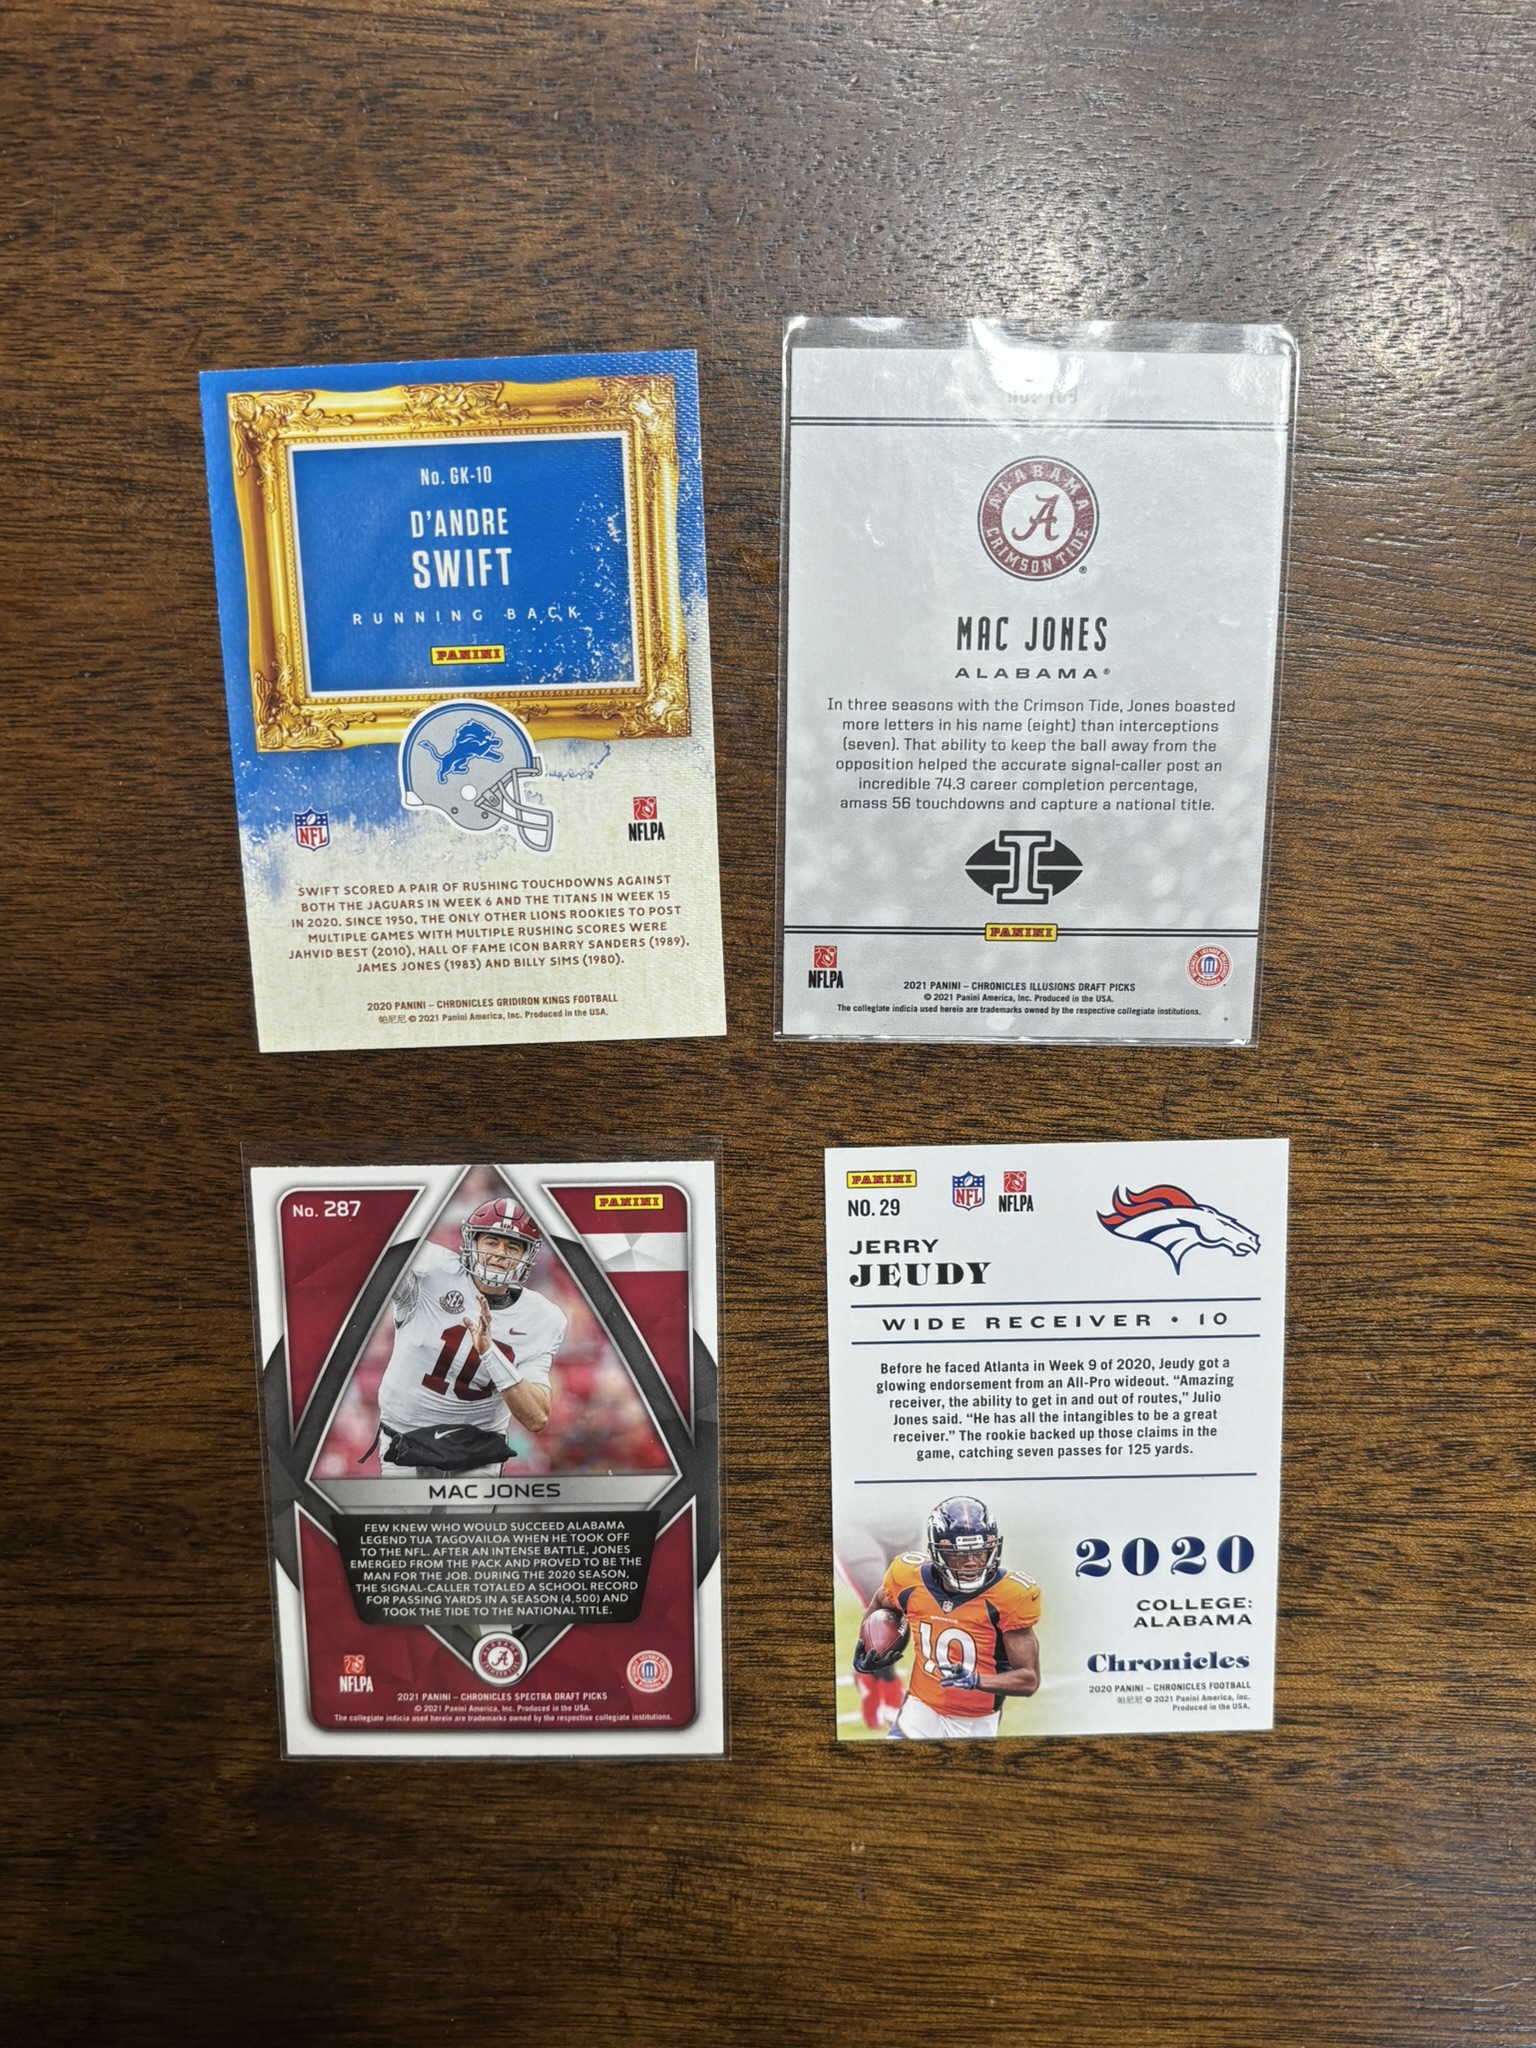 No. GK-10
D'ANDRE
SWIFT
RUNNING BACK
PANINI
NFL
NFLPA
SWIFT SCORED A PAIR OF RUSHING TOUCHDOWNS AGAINST
BOTH THE JAGUARS IN WEEK 6 AND THE TITANS IN WEEK 15
IN 2020. SINCE 1950, THE ONLY OTHER LIONS ROOKIES TO POST
MULTIPLE GAMES WITH MULTIPLE RUSHING SCORES WERE
JAHVID BEST (2010), HALL OF FAME ICON BARRY SANDERS (1989),
JAMES JONES (1983) AND BILLY SIMS (1980).
2020 PANINI – CHRONICLES GRIDIRON KINGS FOOTBALL
帕尼尼 © 2021 Panini America, Inc. Produced in the USA.
ALABAMA
A
CRIMSON TIDE®
MAC JONES
ALABAMA®
In three seasons with the Crimson Tide, Jones boasted
more letters in his name (eight) than interceptions
(seven). That ability to keep the ball away from the
opposition helped the accurate signal-caller post an
incredible 74.3 career completion percentage,
amass 56 touchdowns and capture a national title.
I
PANINI
NFLPA
2021 PANINI – CHRONICLES ILLUSIONS DRAFT PICKS
© 2021 Panini America, Inc. Produced in the USA.
The collegiate indicia used herein are trademarks owned by the respective collegiate institutions.
No. 287
PANINI
10
MAC JONES
FEW KNEW WHO WOULD SUCCEED ALABAMA
LEGEND TUA TAGOVAILOA WHEN HE TOOK OFF
TO THE NFL. AFTER AN INTENSE BATTLE, JONES
EMERGED FROM THE PACK AND PROVED TO BE THE
MAN FOR THE JOB. DURING THE 2020 SEASON,
THE SIGNAL-CALLER TOTALED A SCHOOL RECORD
FOR PASSING YARDS IN A SEASON (4,500) AND
TOOK THE TIDE TO THE NATIONAL TITLE.
ALABAMA
A
CRIMSON TIDE
NFLPA
2021 PANINI – CHRONICLES SPECTRA DRAFT PICKS
© 2021 Panini America, Inc. Produced in the USA.
The collegiate indicia used herein are trademarks owned by the respective collegiate institutions.
PANINI
NFL
NFLPA
NO. 29
JERRY
JEUDY
WIDE RECEIVER • 10
Before he faced Atlanta in Week 9 of 2020, Jeudy got a
glowing endorsement from an All-Pro wideout. “Amazing
receiver, the ability to get in and out of routes,” Julio
Jones said. “He has all the intangibles to be a great
receiver.” The rookie backed up those claims in the
game, catching seven passes for 125 yards.
10
BRONCOS
10
2020
COLLEGE:
ALABAMA
Chronicles
2020 PANINI – CHRONICLES FOOTBALL
帕尼尼 © 2021 Panini America, Inc.
Produced in the USA.